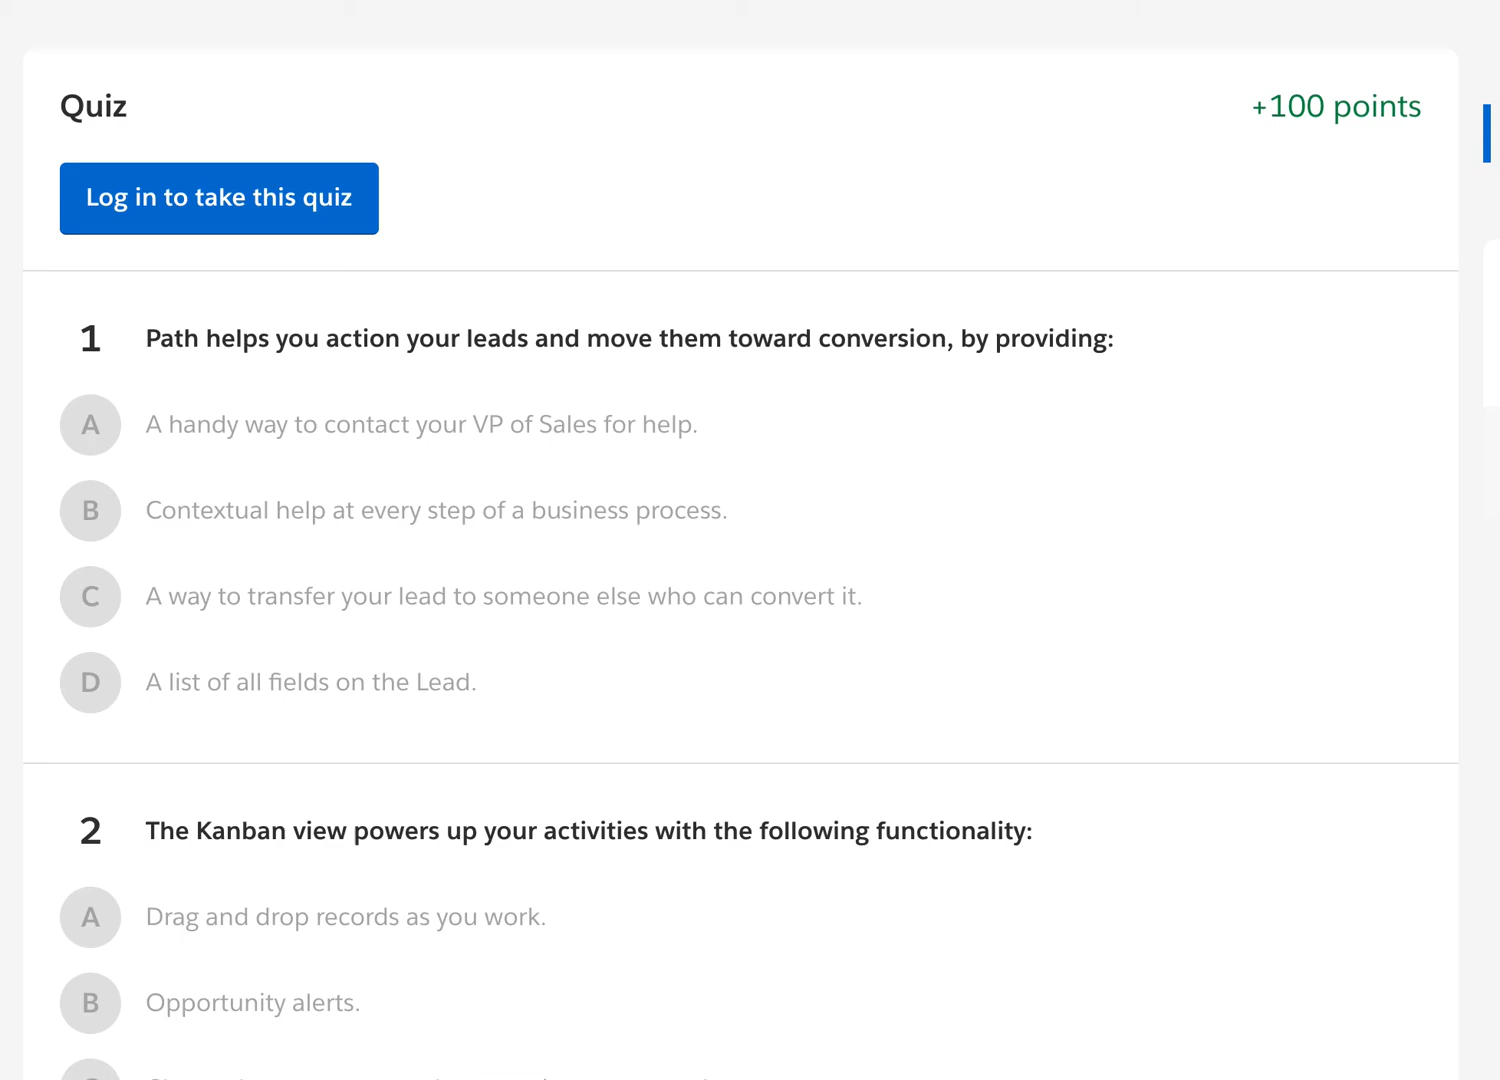 Quiz
+100 points
Log in to take this quiz
1 Path helps you action your leads and move them toward conversion, by providing:
A A handy way to contact your VP of Sales for help.
B Contextual help at every step of a business process.
C A way to transfer your lead to someone else who can convert it.
D A list of all fields on the Lead.
2 The Kanban view powers up your activities with the following functionality:
A Drag and drop records as you work.
B Opportunity alerts.